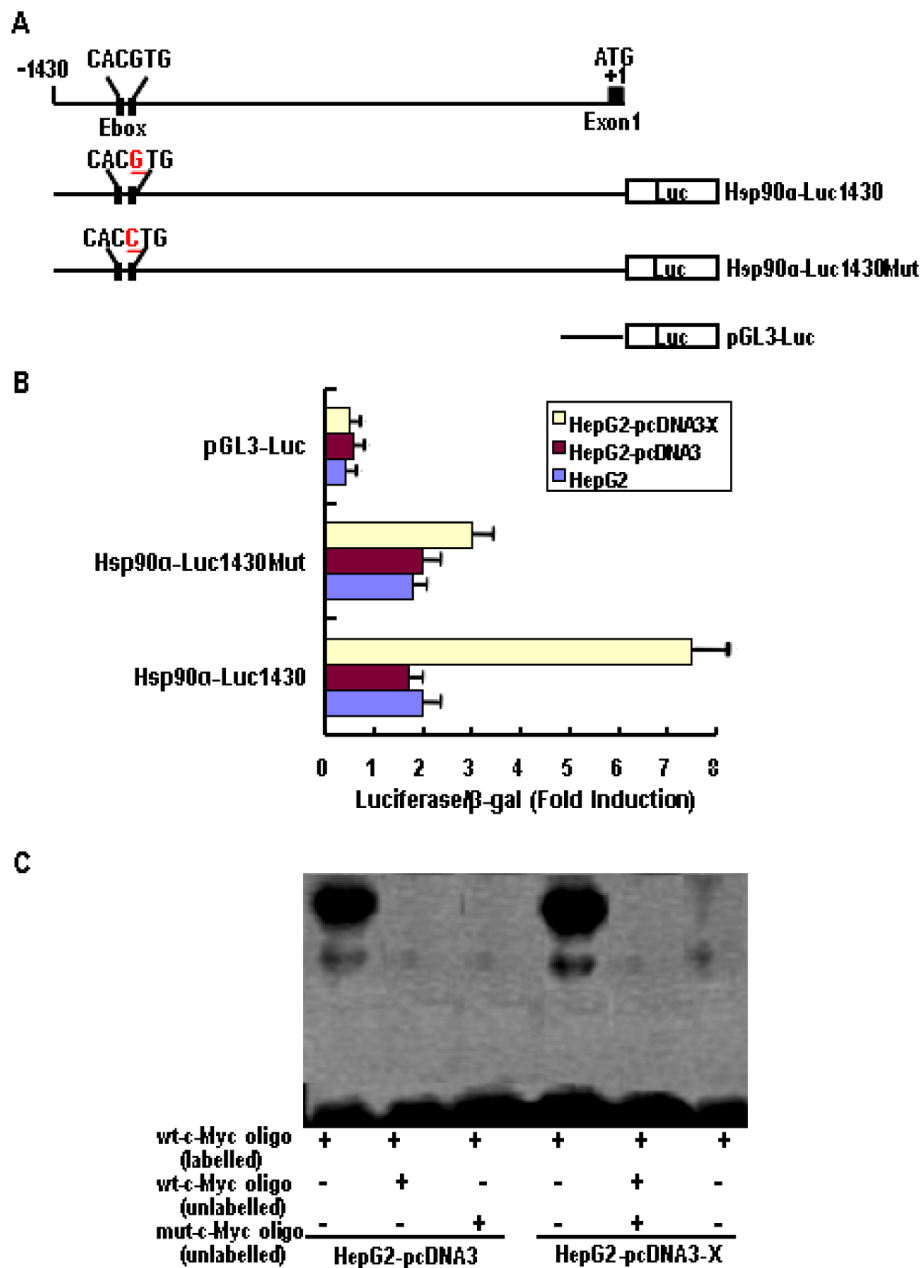 A
-1430
CACGTG
ATG
+1
Ebox
Exon1
CACGTG
Luc
Hsp90α-Luc1430
CACCTG
Luc
Hsp90α-Luc1430Mut
Luc
pGL3-Luc
B
pGL3-Luc
Hsp90α-Luc1430Mut
Hsp90α-Luc1430
HepG2-pcDNA3X
HepG2-pcDNA3
HepG2
0 1 2 3 4 5 6 7 8
Luciferase/β-gal (Fold Induction)
C
wt-c-Myc oligo + + + + + +
(labelled)
wt-c-Myc oligo - + - - + -
(unlabelled)
mut-c-Myc oligo - - + - + -
(unlabelled)
HepG2-pcDNA3 HepG2-pcDNA3-X